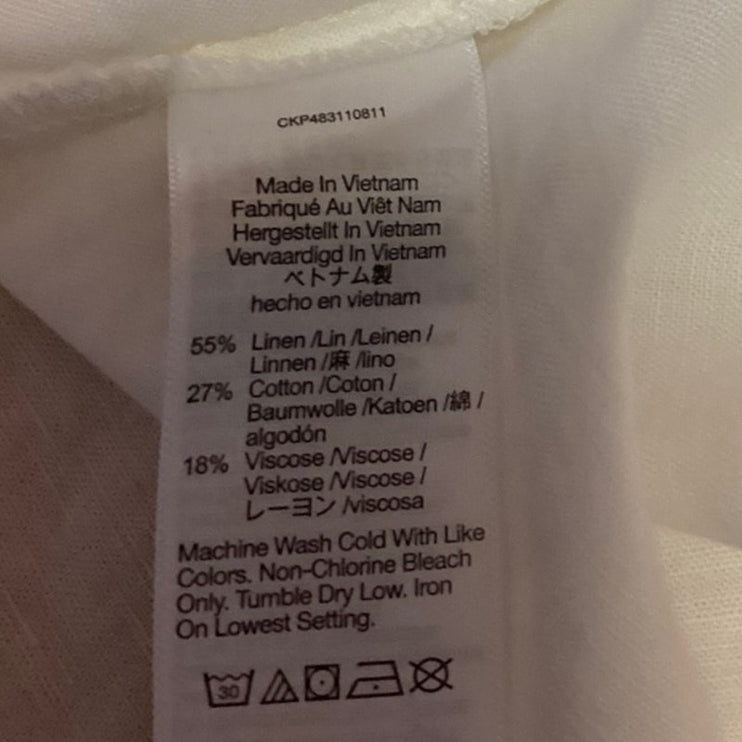 CKP483110811
Made In Vietnam
Fabriqué Au Viêt Nam
Hergestellt In Vietnam
Vervaardigd In Vietnam
ベトナム製
hecho en vietnam
55% Linen /Lin /Leinen /
Linnen /麻 /lino
27% Cotton /Coton /
Baumwolle /Katoen /綿 /
algodón
18% Viscose /Viscose /
Viskose /Viscose /
レーヨン /viscosa
Machine Wash Cold With Like
Colors. Non-Chlorine Bleach
Only. Tumble Dry Low. Iron
On Lowest Setting.
30